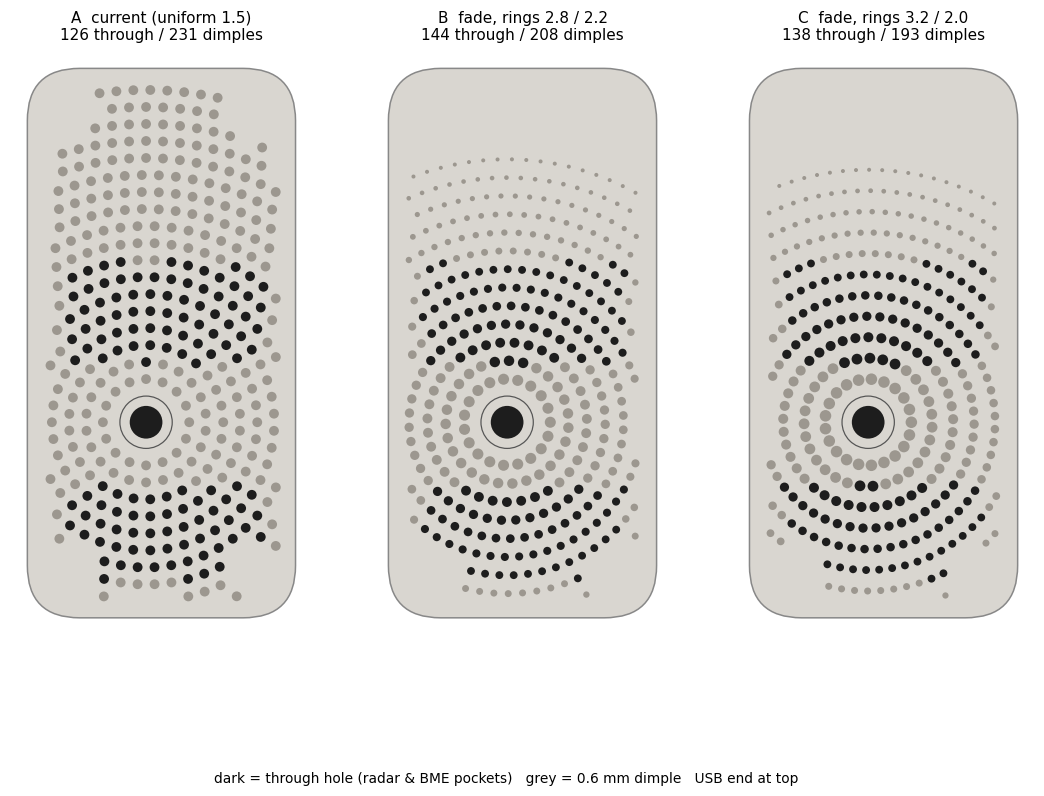 A  current (uniform 1.5)
126 through / 231 dimples
B  fade, rings 2.8 / 2.2
144 through / 208 dimples
C  fade, rings 3.2 / 2.0
138 through / 193 dimples
dark = through hole (radar & BME pockets)   grey = 0.6 mm dimple   USB end at top